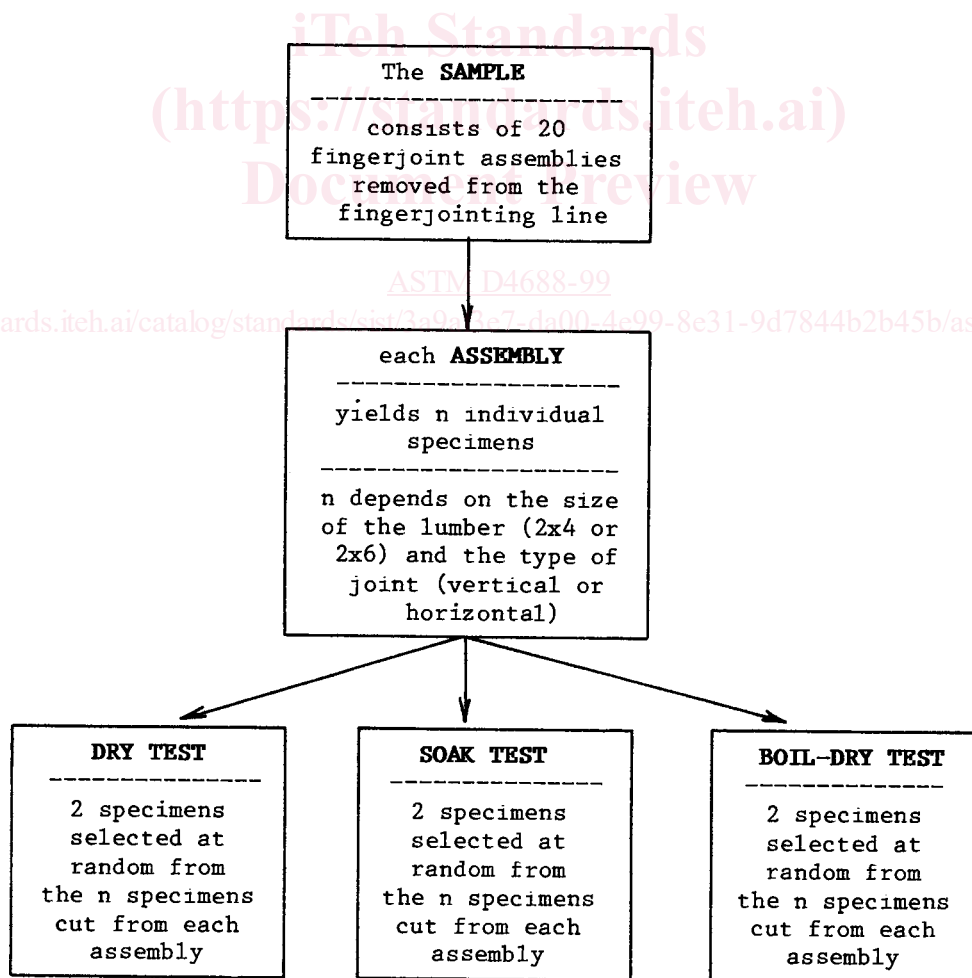 iTeh Standards
(https://standards.iteh.ai)
Document Preview
The SAMPLE
consists of 20
fingerjoint assemblies
removed from the
fingerjointing line
ASTM D4688-99
each ASSEMBLY
yields n individual
specimens
n depends on the size
of the lumber (2x4 or
2x6) and the type of
joint (vertical or
horizontal)
DRY TEST
2 specimens
selected at
random from
the n specimens
cut from each
assembly
SOAK TEST
2 specimens
selected at
random from
the n specimens
cut from each
assembly
BOIL-DRY TEST
2 specimens
selected at
random from
the n specimens
cut from each
assembly